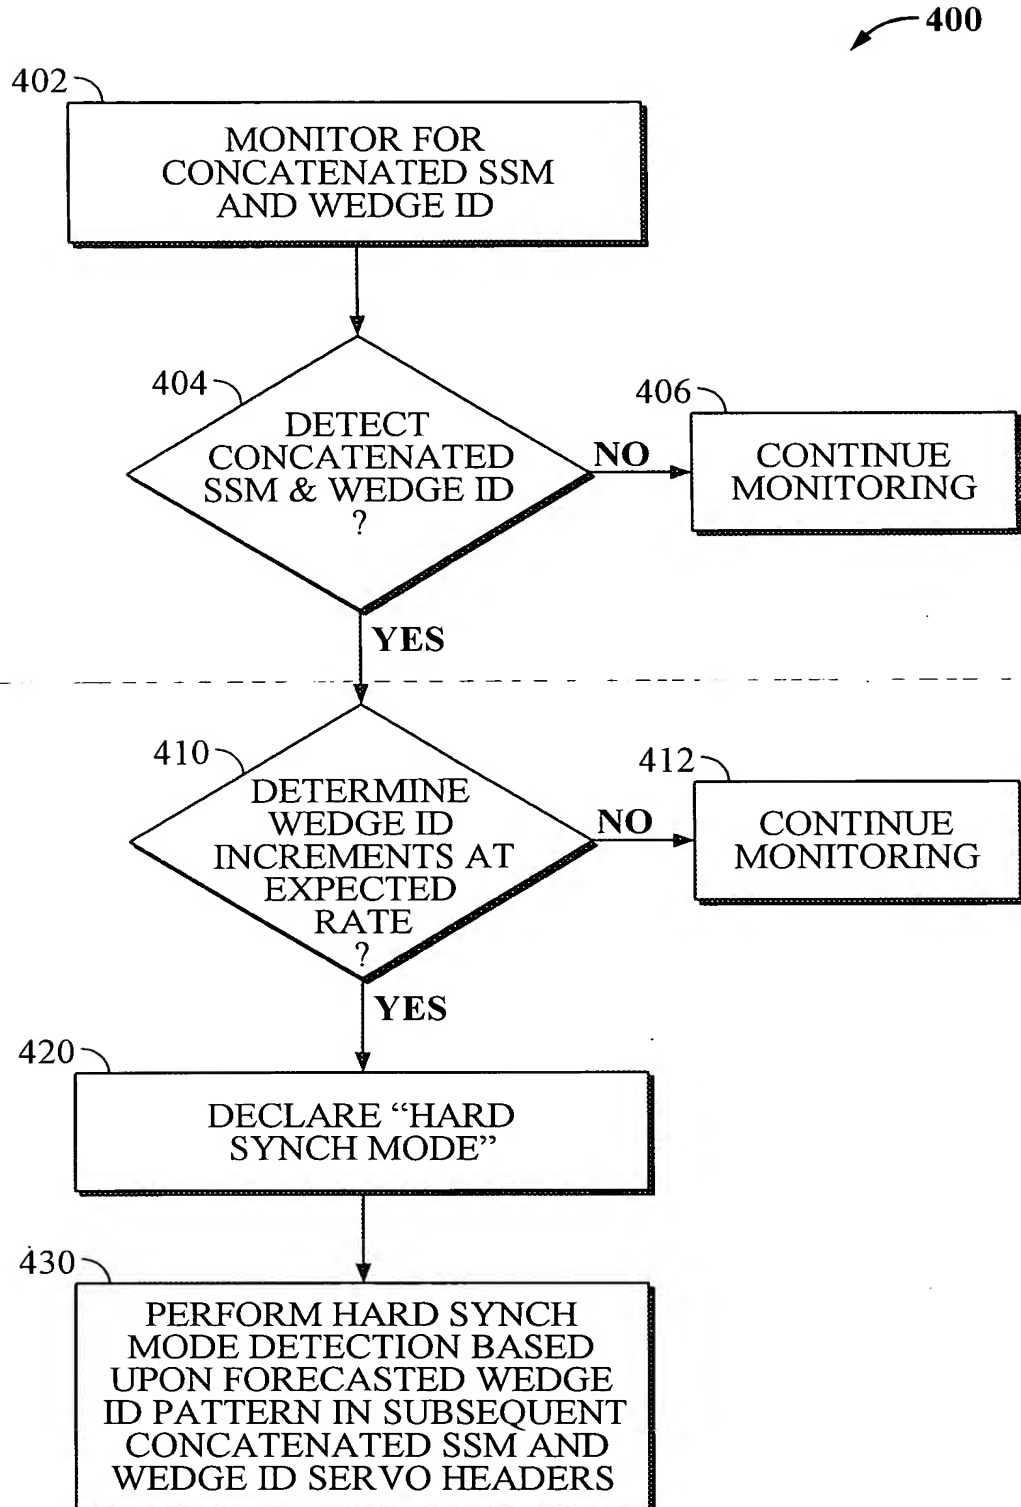 400
402
MONITOR FOR
CONCATENATED SSM
AND WEDGE ID
404
DETECT
CONCATENATED
SSM & WEDGE ID
?
NO
406
CONTINUE
MONITORING
YES
410
DETERMINE
WEDGE ID
INCREMENTS AT
EXPECTED
RATE
?
NO
412
CONTINUE
MONITORING
YES
420
DECLARE “HARD
SYNCH MODE”
430
PERFORM HARD SYNCH
MODE DETECTION BASED
UPON FORECASTED WEDGE
ID PATTERN IN SUBSEQUENT
CONCATENATED SSM AND
WEDGE ID SERVO HEADERS